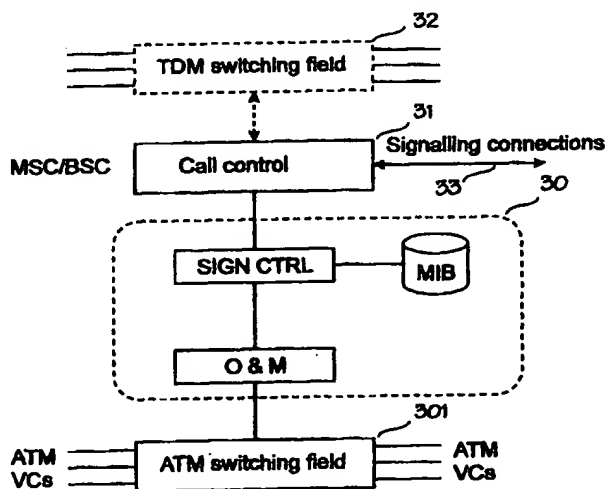 32
TDM switching field
31
MSC/BSC
Call control
Signalling connections
33
30
SIGN CTRL
MIB
O & M
301
ATM
VCs
ATM switching field
ATM
VCs